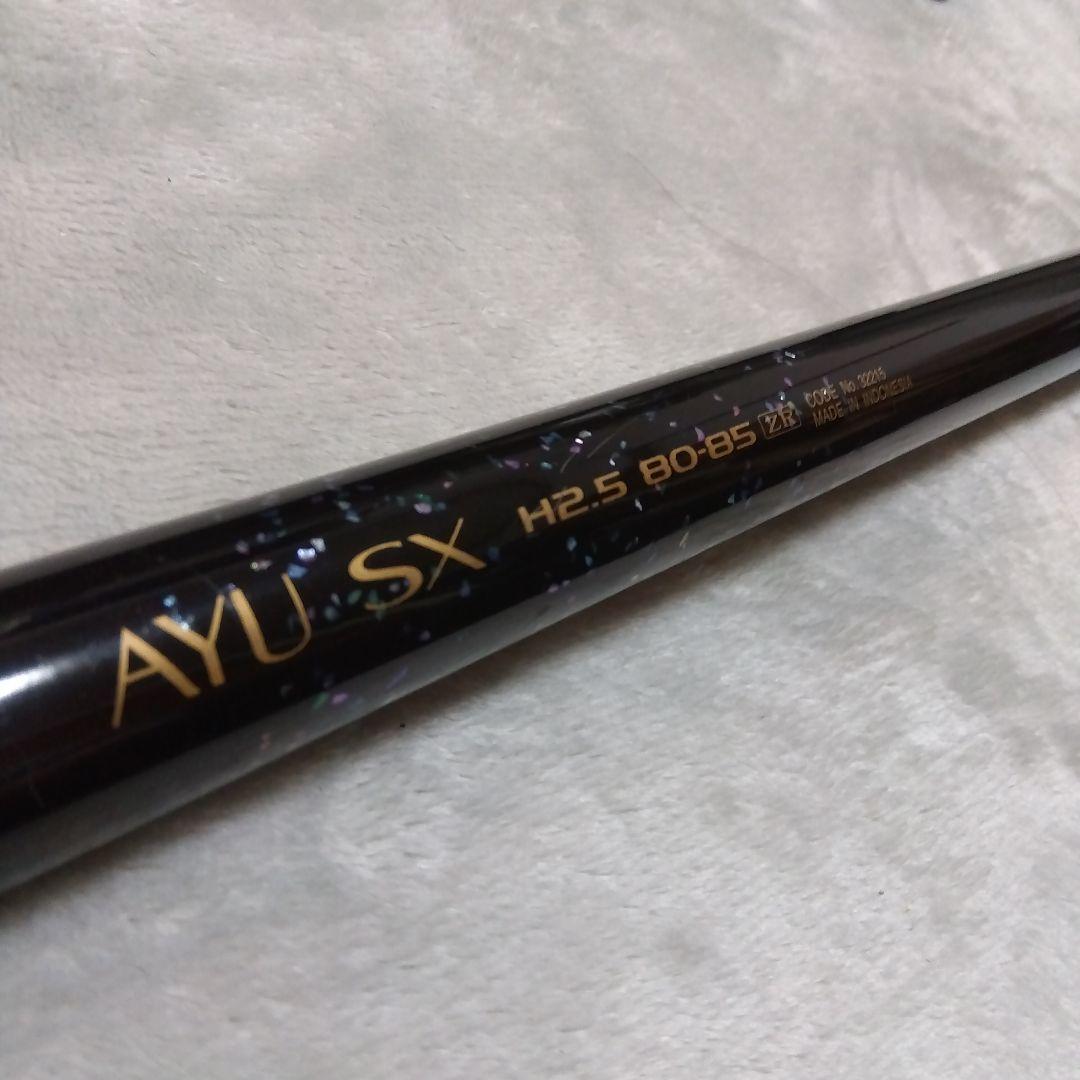 AYU SX H2.5 80-85 ZR
CODE No. 32215
MADE IN INDONESIA